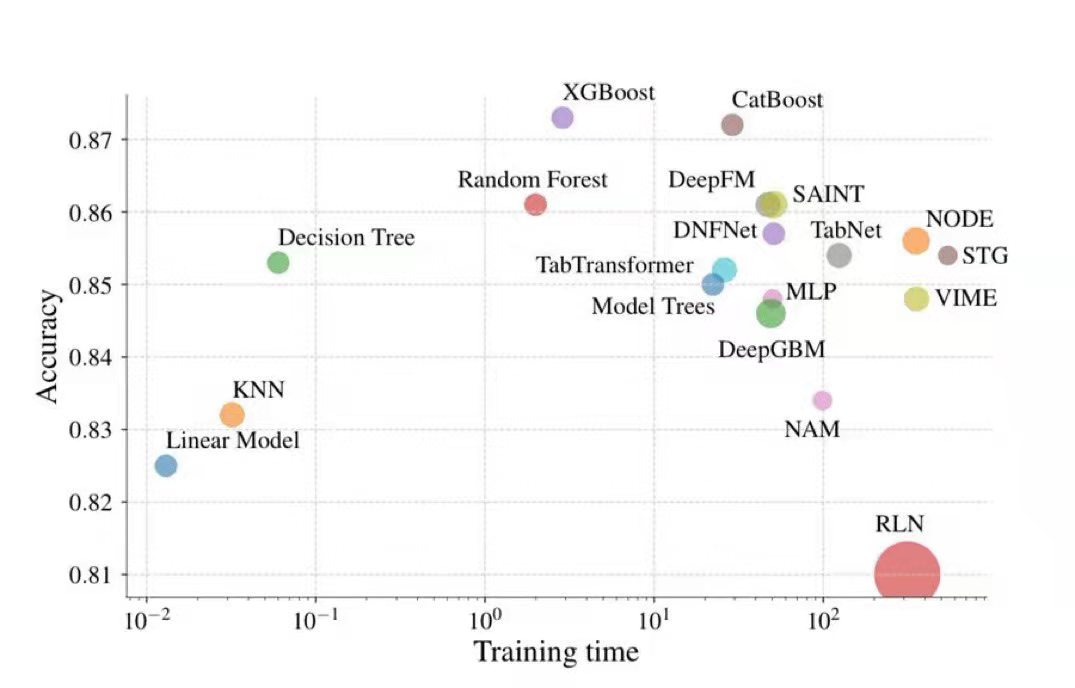 XGBoost
CatBoost
0.87
Random Forest
DeepFM
SAINT
0.86
NODE
DNFNet
TabNet
Decision Tree
STG
TabTransformer
0.85
MLP
VIME
Model Trees
DeepGBM
0.84
Accuracy
KNN
0.83
NAM
Linear Model
0.82
RLN
0.81
10−2
10−1
100
101
102
Training time